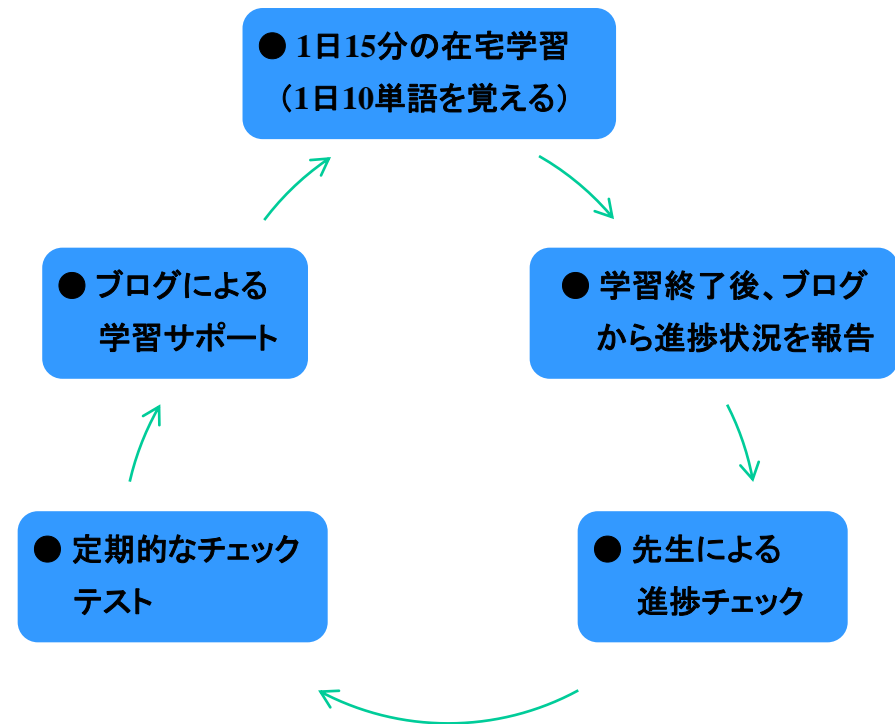 ● 1日15分の在宅学習
（1日10単語を覚える）
● 学習終了後、ブログ
から進捗状況を報告
● 先生による
進捗チェック
● 定期的なチェック
テスト
● ブログによる
学習サポート